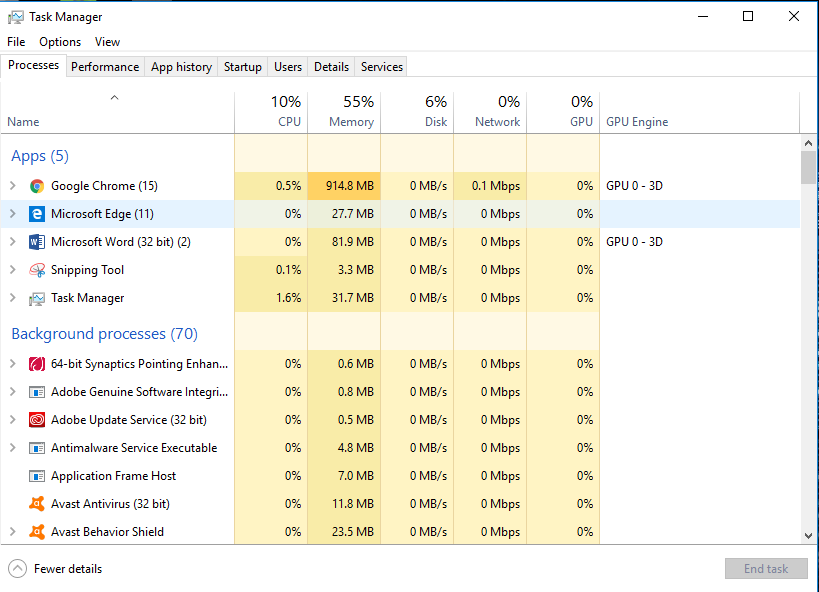 Task Manager
File Options View
Processes Performance App history Startup Users Details Services
10% 55% 6% 0% 0%
Name CPU Memory Disk Network GPU GPU Engine
Apps (5)
Google Chrome (15) 0.5% 914.8 MB 0 MB/s 0.1 Mbps 0% GPU 0 - 3D
Microsoft Edge (11) 0% 27.7 MB 0 MB/s 0 Mbps 0%
Microsoft Word (32 bit) (2) 0% 81.9 MB 0 MB/s 0 Mbps 0% GPU 0 - 3D
Snipping Tool 0.1% 3.3 MB 0 MB/s 0 Mbps 0%
Task Manager 1.6% 31.7 MB 0 MB/s 0 Mbps 0%
Background processes (70)
64-bit Synaptics Pointing Enhan... 0% 0.6 MB 0 MB/s 0 Mbps 0%
Adobe Genuine Software Integri... 0% 0.8 MB 0 MB/s 0 Mbps 0%
Adobe Update Service (32 bit) 0% 0.5 MB 0 MB/s 0 Mbps 0%
Antimalware Service Executable 0% 4.8 MB 0 MB/s 0 Mbps 0%
Application Frame Host 0% 7.0 MB 0 MB/s 0 Mbps 0%
Avast Antivirus (32 bit) 0% 11.8 MB 0 MB/s 0 Mbps 0%
Avast Behavior Shield 0% 23.5 MB 0 MB/s 0 Mbps 0%
Fewer details End task